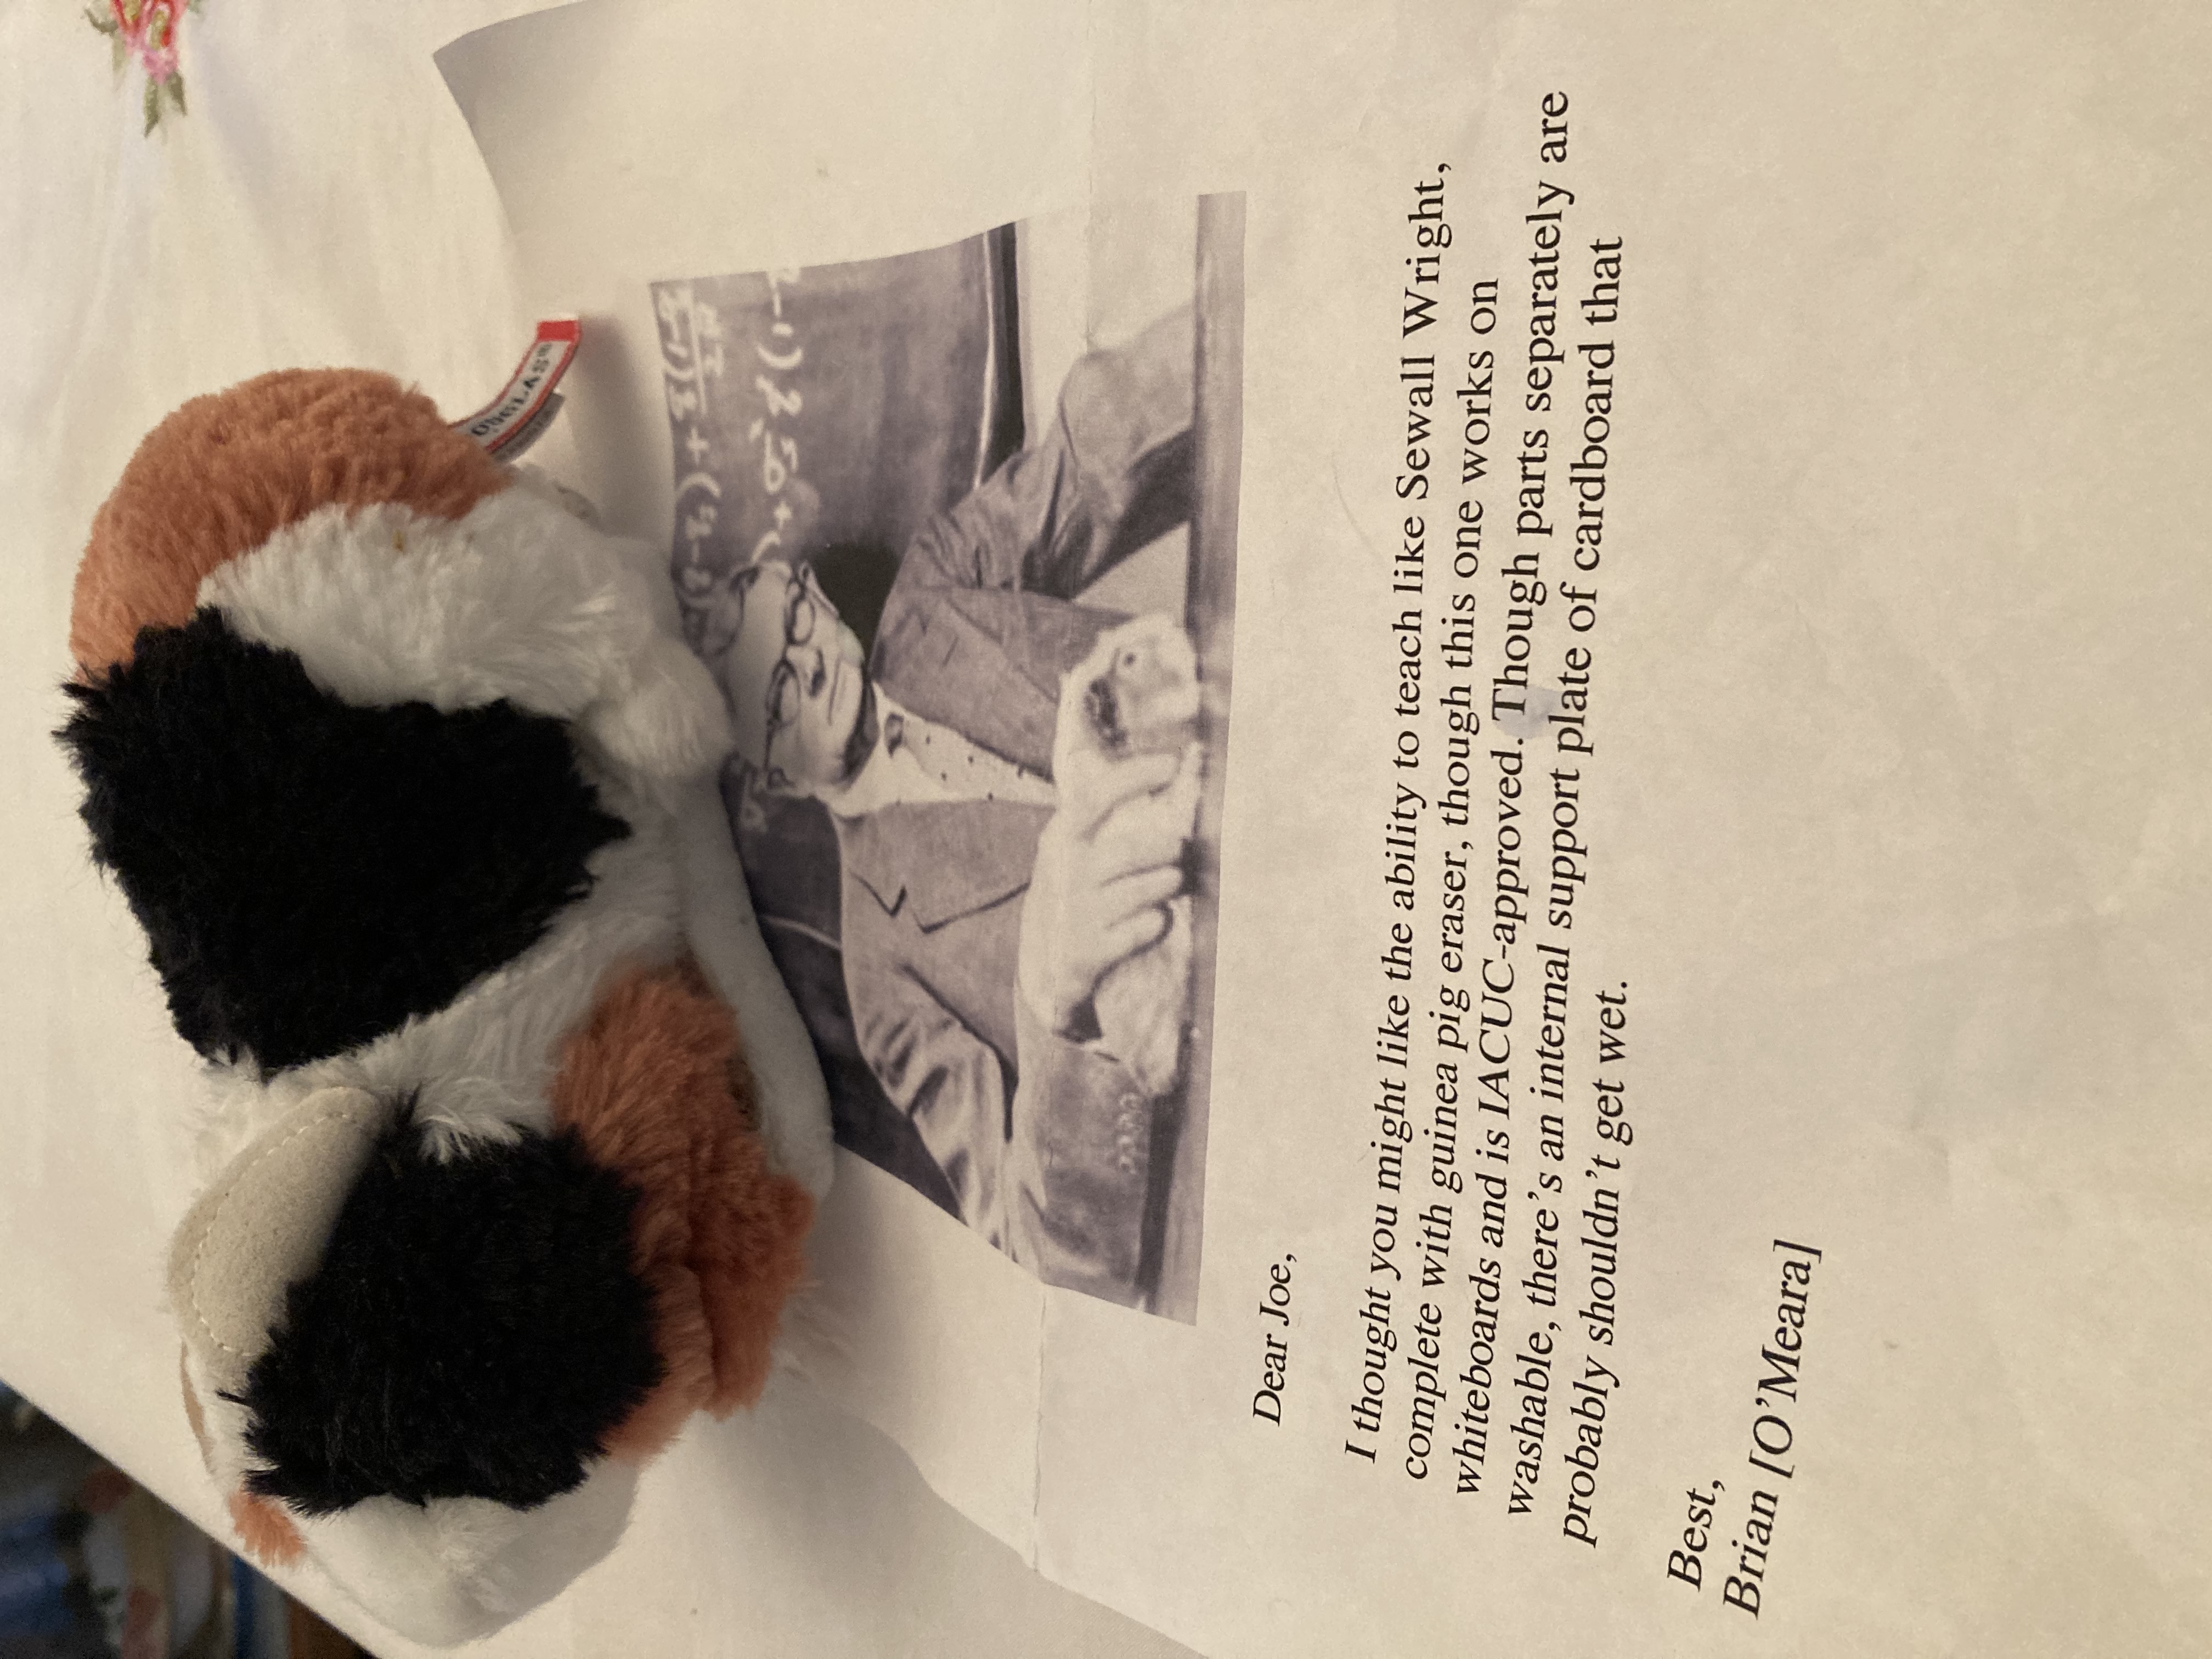 DOUGLAS
Dear Joe,
I thought you might like the ability to teach like Sewall Wright,
complete with guinea pig eraser, though this one works on
whiteboards and is IACUC-approved. Though parts separately are
washable, there's an internal support plate of cardboard that
probably shouldn't get wet.
Best,
Brian [O'Meara]